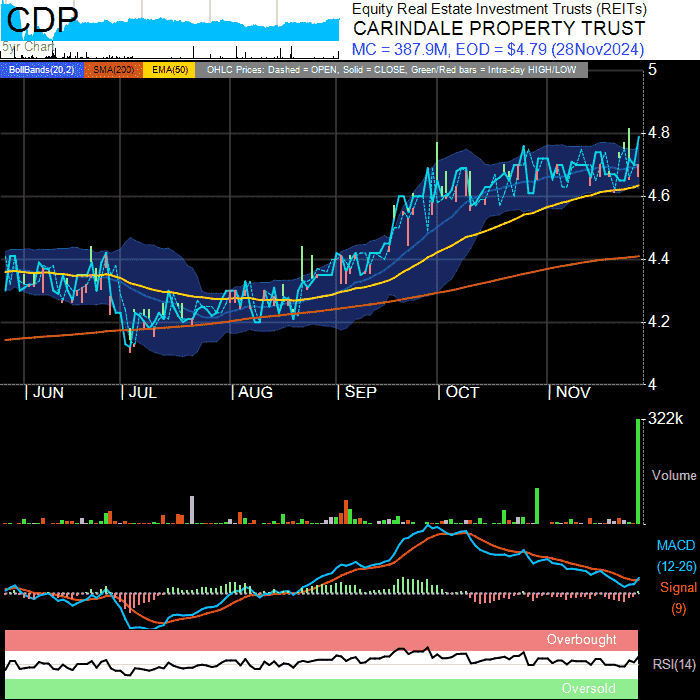 CDP
5yr Chart
Equity Real Estate Investment Trusts (REITs)
CARINDALE PROPERTY TRUST
MC = 387.9M, EOD = $4.79 (28Nov2024)
BollBands(20,2) SMA(200) EMA(50) OHLC Prices: Dashed = OPEN, Solid = CLOSE, Green/Red bars = Intra-day HIGH/LOW
5
4.8
4.6
4.4
4.2
4
JUN JUL AUG SEP OCT NOV
322k
Volume
MACD
(12-26)
Signal
(9)
Overbought
RSI(14)
Oversold